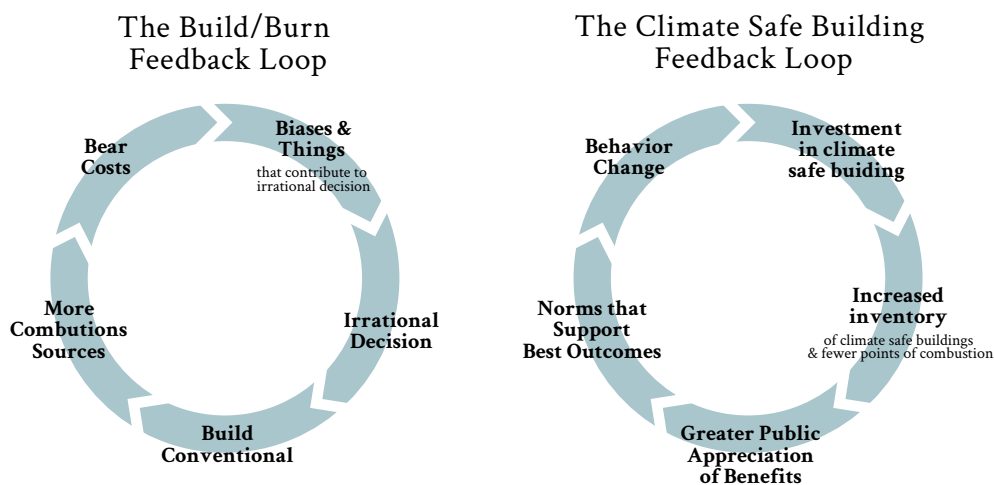 The Build/Burn
Feedback Loop
Biases &
Things
that contribute to
irrational decision
Irrational
Decision
Build
Conventional
More
Combutions
Sources
Bear
Costs
The Climate Safe Building
Feedback Loop
Investment
in climate
safe buiding
Increased
inventory
of climate safe buildings
& fewer points of combustion
Greater Public
Appreciation
of Benefits
Norms that
Support
Best Outcomes
Behavior
Change